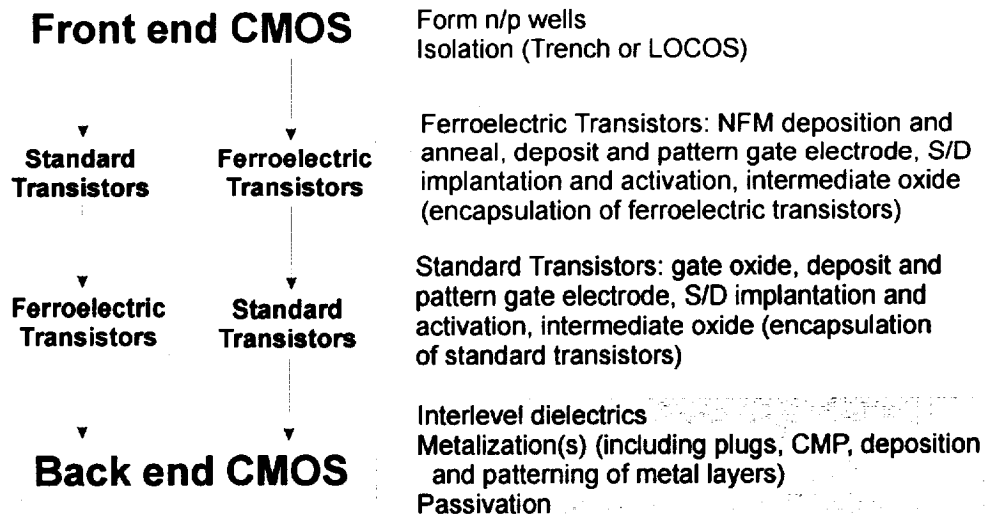 Front end CMOS
Form n/p wells
Isolation (Trench or LOCOS)
Standard
Transistors
Ferroelectric
Transistors
Ferroelectric Transistors: NFM deposition and
anneal, deposit and pattern gate electrode, S/D
implantation and activation, intermediate oxide
(encapsulation of ferroelectric transistors)
Ferroelectric
Transistors
Standard
Transistors
Standard Transistors: gate oxide, deposit and
pattern gate electrode, S/D implantation and
activation, intermediate oxide (encapsulation
of standard transistors)
Back end CMOS
Interlevel dielectrics
Metalization(s) (including plugs, CMP, deposition
and patterning of metal layers)
Passivation